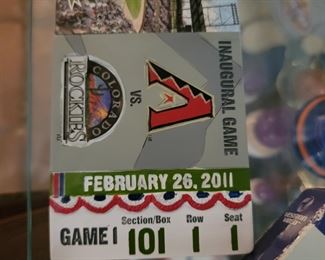 INAUGURAL GAME
A
VS.
COLORADO
ROCKIES
FEBRUARY 26, 2011
Section/Box Row Seat
GAME 1 101 1 1